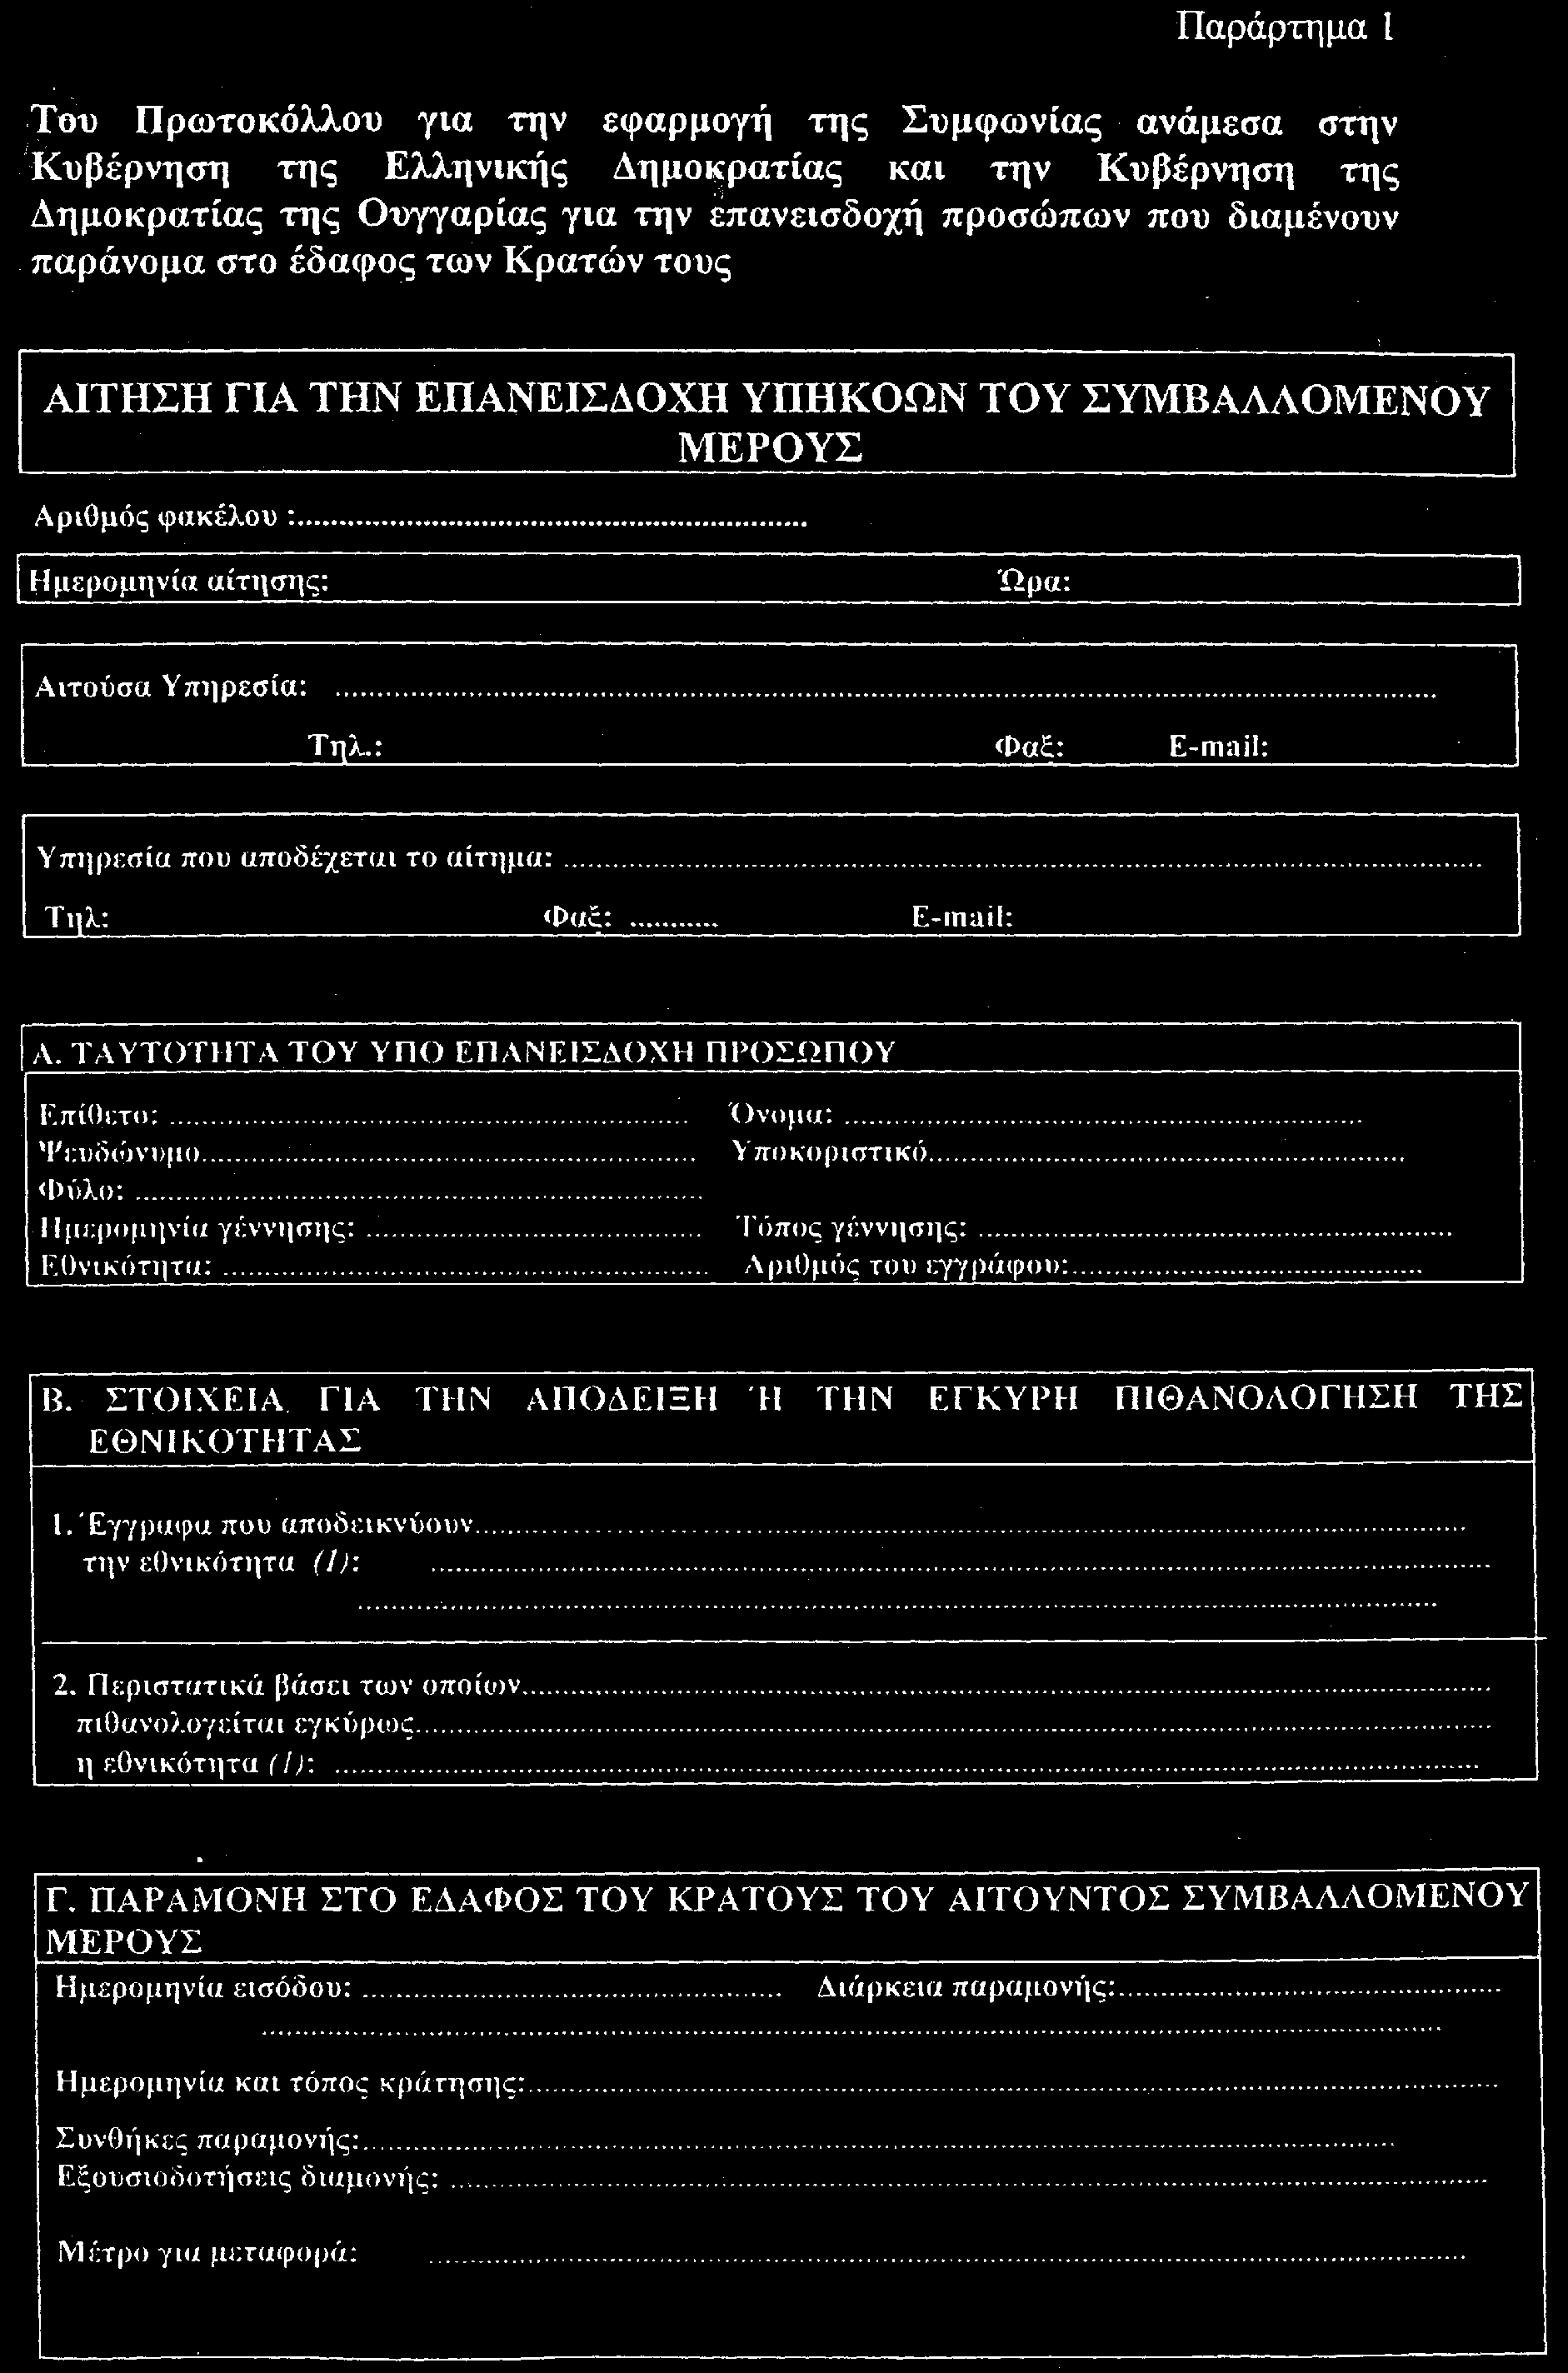 Παράρτημα 1
Του Πρωτοκόλλου για την εφαρμογή της Συμφωνίας ανάμεσα στην
Κυβέρνηση της Ελληνικής Δημοκρατίας και την Κυβέρνηση της
Δημοκρατίας της Ουγγαρίας για την επανεισδοχή προσώπων που διαμένουν
παράνομα στο έδαφος των Κρατών τους
ΑΙΤΗΣΗ ΓΙΑ ΤΗΝ ΕΠΑΝΕΙΣΔΟΧΗ ΥΠΗΚΟΩΝ ΤΟΥ ΣΥΜΒΑΛΛΟΜΕΝΟΥ
ΜΕΡΟΥΣ
Αριθμός φακέλου :..........
Ημερομηνία αίτησης: Ώρα:
Αιτούσα Υπηρεσία: ..........
Τηλ.: Φαξ: E-mail:
Υπηρεσία που αποδέχεται το αίτημα: ..........
Τηλ: Φαξ: .......... E-mail:
Α. ΤΑΥΤΟΤΗΤΑ ΤΟΥ ΥΠΟ ΕΠΑΝΕΙΣΔΟΧΗ ΠΡΟΣΩΠΟΥ
Επίθετο: .......... Όνομα: ..........
Ψευδώνυμο.......... Υποκοριστικό..........
Φύλο: ..........
Ημερομηνία γέννησης: .......... Τόπος γέννησης: ..........
Εθνικότητα: .......... Αριθμός του εγγράφου:..........
Β. ΣΤΟΙΧΕΙΑ ΓΙΑ ΤΗΝ ΑΠΟΔΕΙΞΗ Ή ΤΗΝ ΕΓΚΥΡΗ ΠΙΘΑΝΟΛΟΓΗΣΗ ΤΗΣ
ΕΘΝΙΚΟΤΗΤΑΣ
1. Έγγραφα που αποδεικνύουν..........
την εθνικότητα (1): ..........
..........
2. Περιστατικά βάσει των οποίων..........
πιθανολογείται εγκύρως..........
η εθνικότητα (1): ..........
Γ. ΠΑΡΑΜΟΝΗ ΣΤΟ ΕΔΑΦΟΣ ΤΟΥ ΚΡΑΤΟΥΣ ΤΟΥ ΑΙΤΟΥΝΤΟΣ ΣΥΜΒΑΛΛΟΜΕΝΟΥ
ΜΕΡΟΥΣ
Ημερομηνία εισόδου: .......... Διάρκεια παραμονής:..........
..........
Ημερομηνία και τόπος κράτησης:..........
Συνθήκες παραμονής:..........
Εξουσιοδοτήσεις διαμονής: ..........
Μέτρο για μεταφορά: ..........